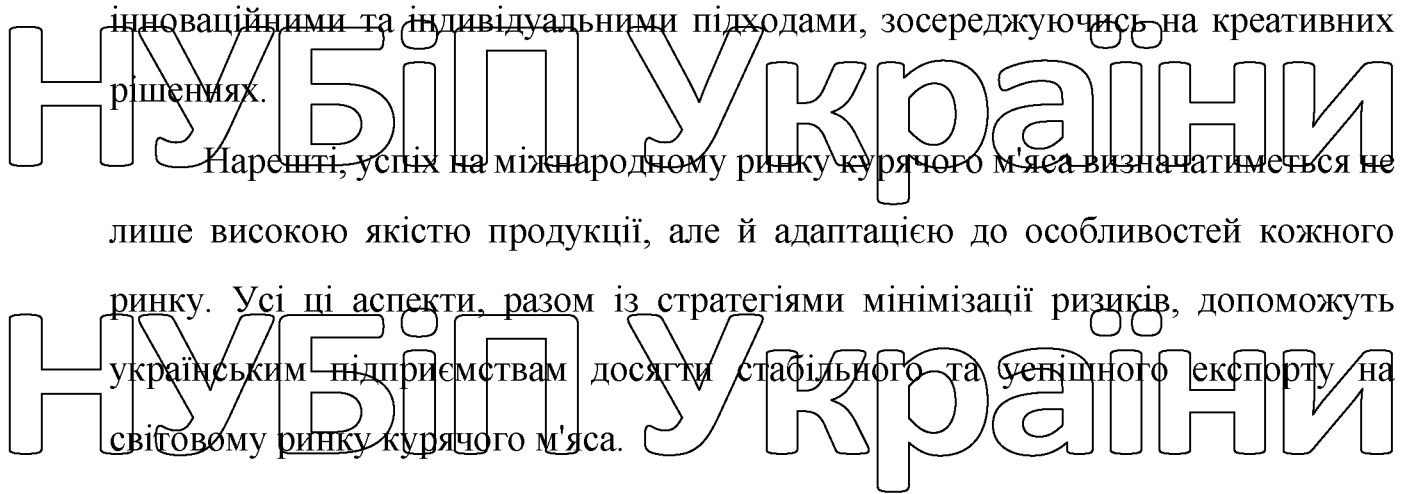 інноваційними та індивідуальними підходами, зосереджуючись на креативних
НУБіП України
рішеннях.
Нарешті, успіх на міжнародному ринку курячого м'яса визначатиметься не
лише високою якістю продукції, але й адаптацією до особливостей кожного
ринку. Усі ці аспекти, разом із стратегіями мінімізації ризиків, допоможуть
НУБіП України
українським підприємствам досягти стабільного та успішного експорту на
світовому ринку курячого м'яса.